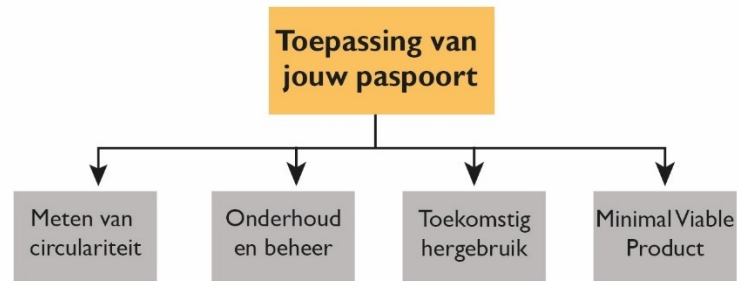 Toepassing van
jouw paspoort
Meten van
circulariteit
Onderhoud
en beheer
Toekomstig
hergebruik
Minimal Viable
Product